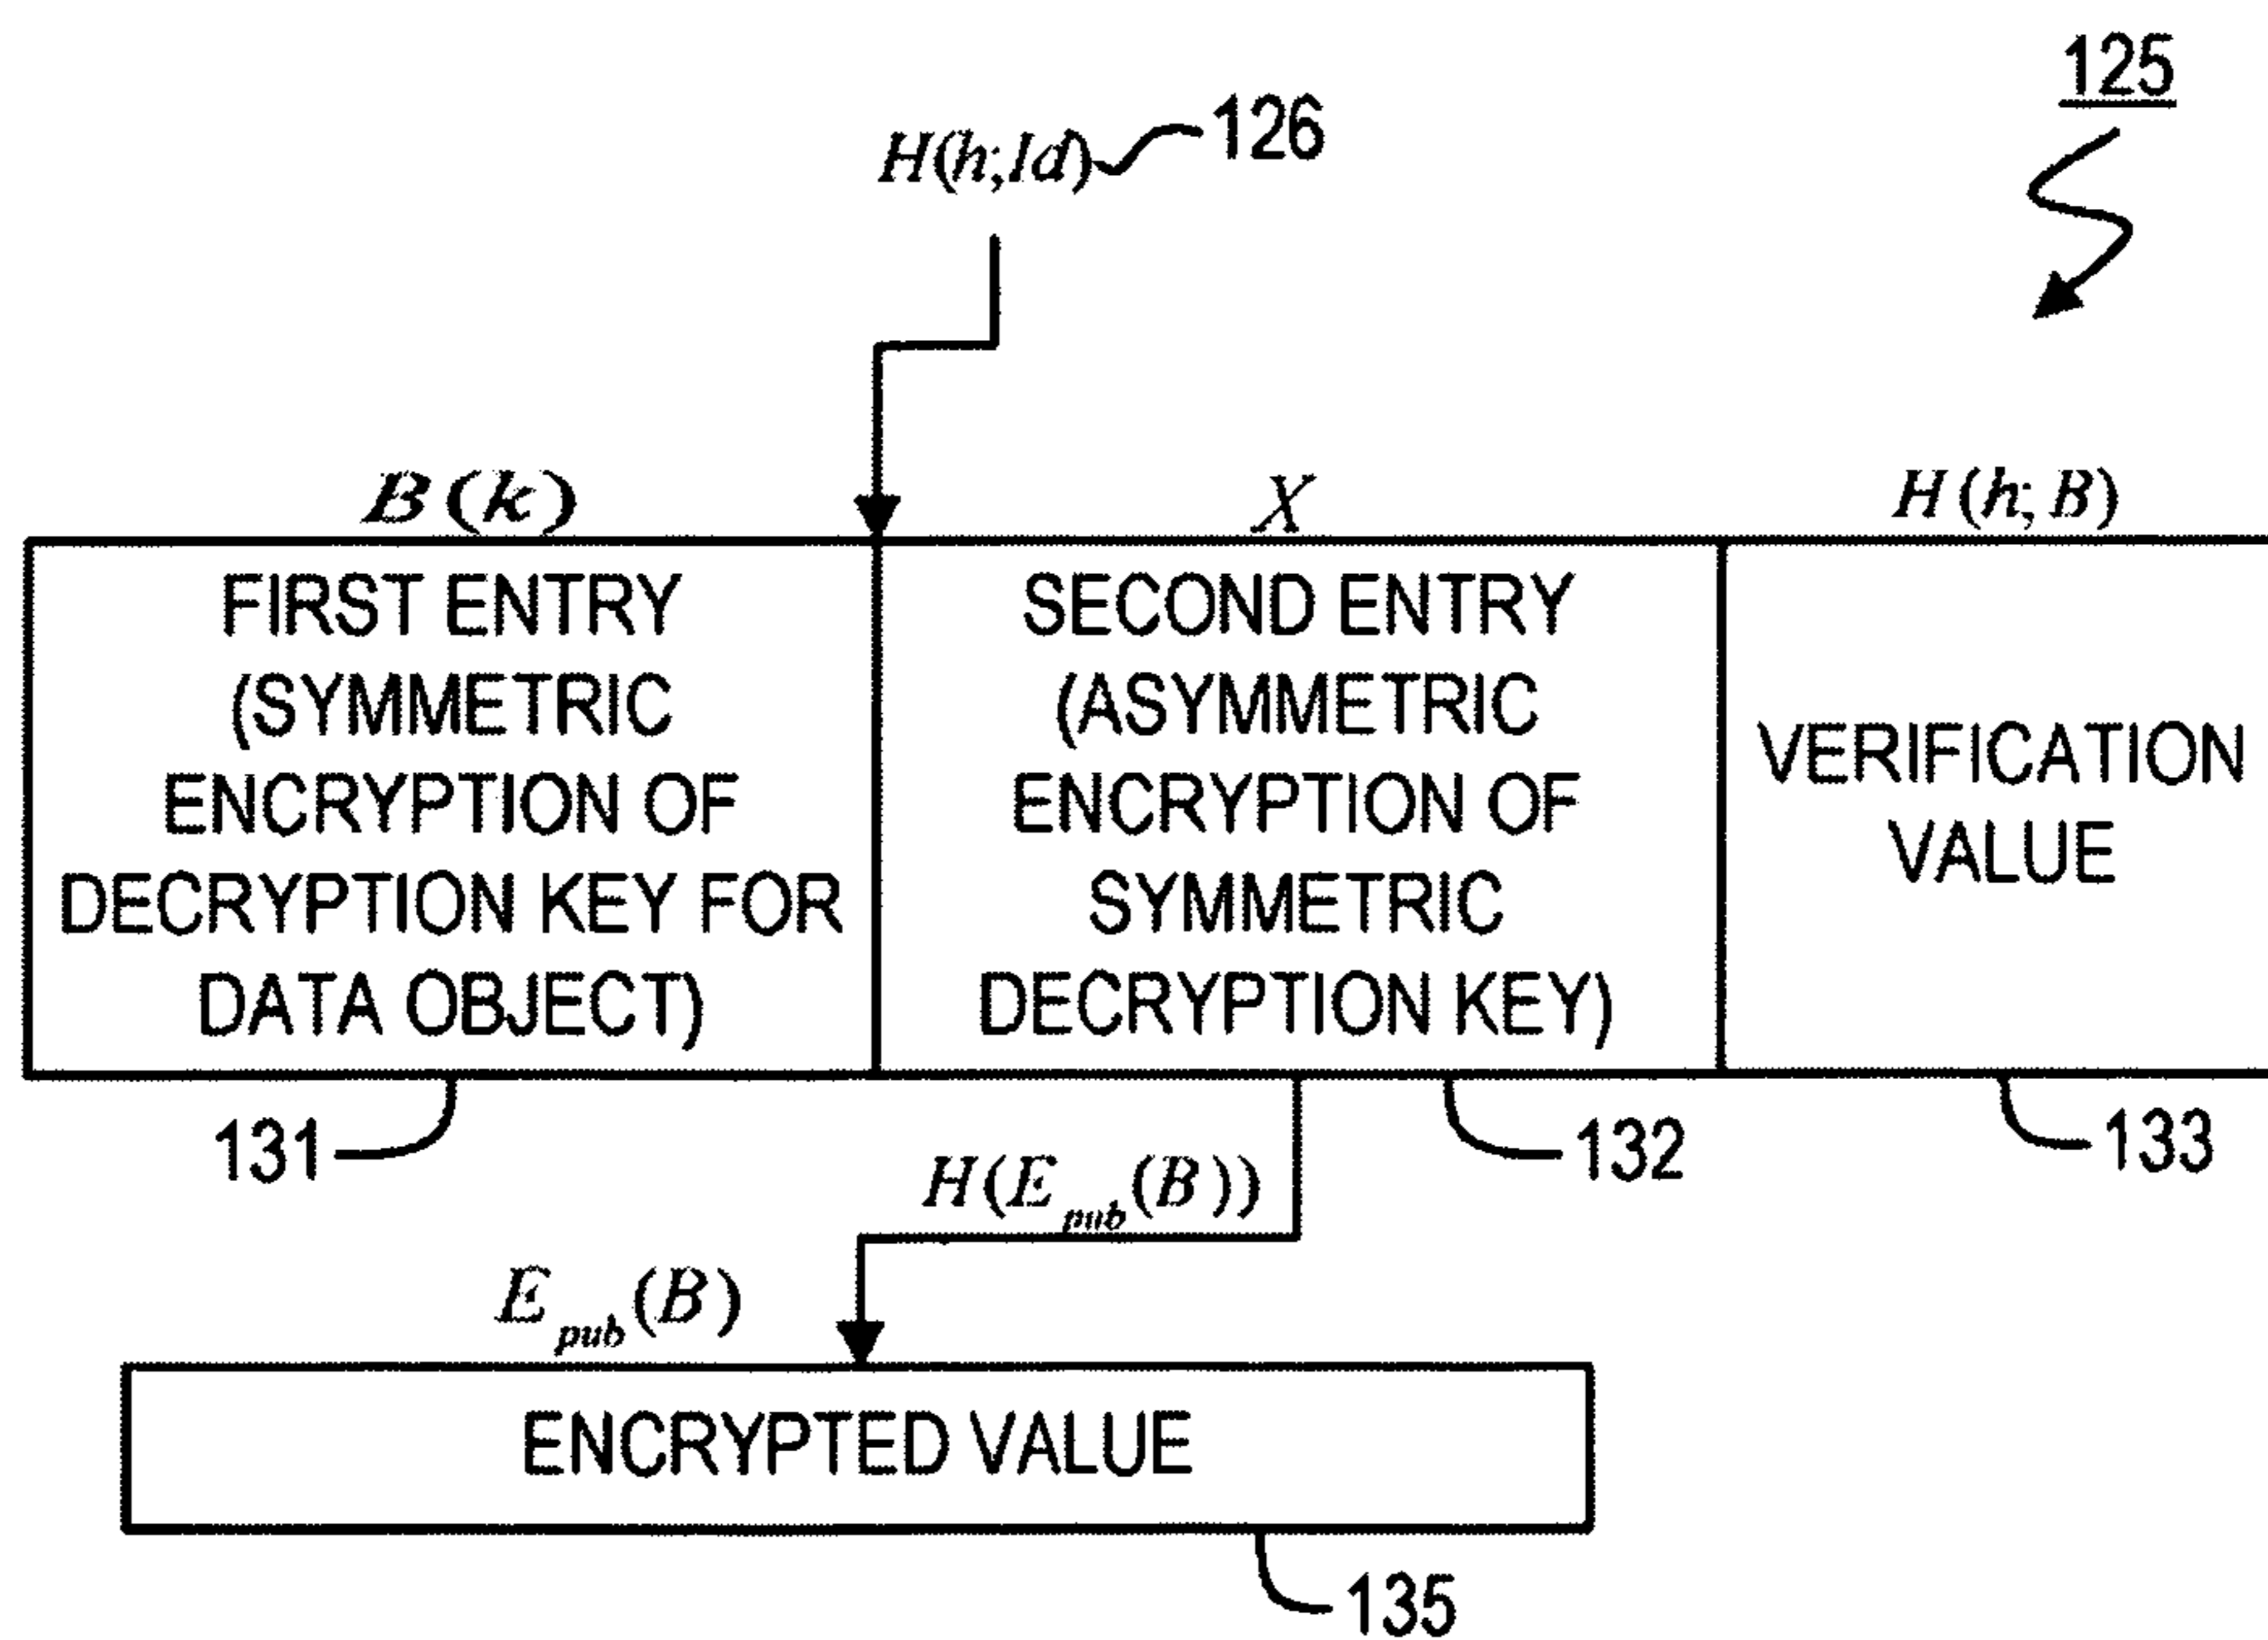 125
H(h;Id) 126
B(k) X H(h;B)
FIRST ENTRY
(SYMMETRIC
ENCRYPTION OF
DECRYPTION KEY FOR
DATA OBJECT)
SECOND ENTRY
(ASYMMETRIC
ENCRYPTION OF
SYMMETRIC
DECRYPTION KEY)
VERIFICATION
VALUE
131
132
133
H(E_pub(B))
E_pub(B)
ENCRYPTED VALUE
135